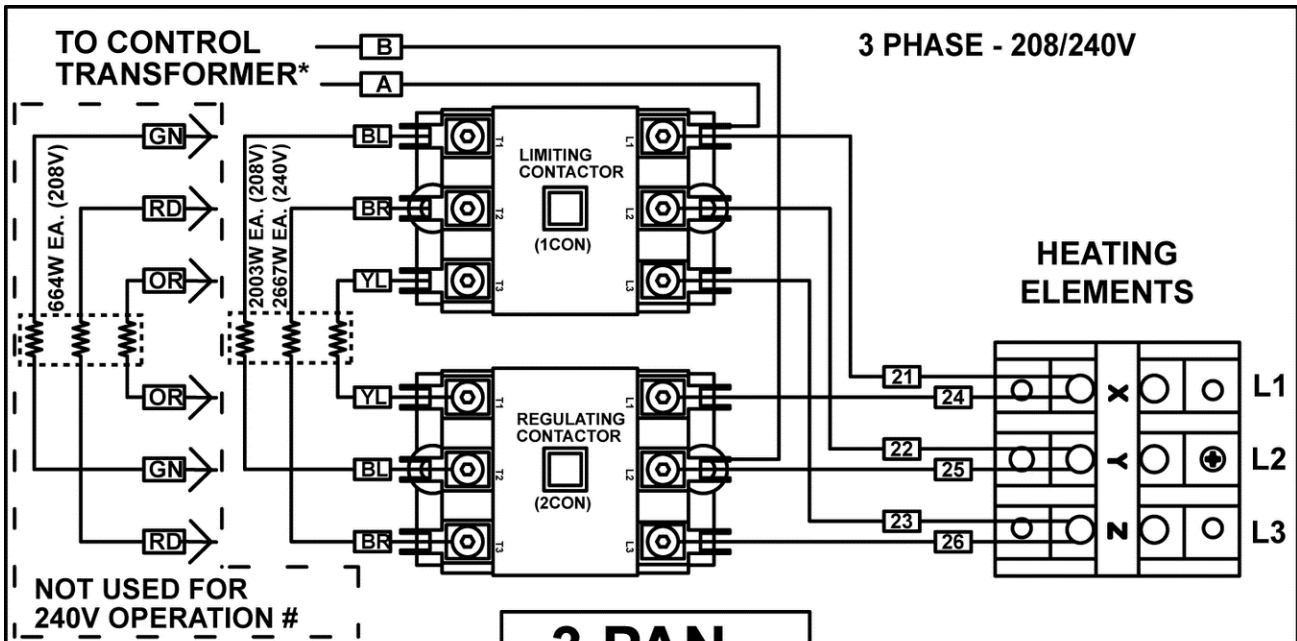 TO CONTROL
TRANSFORMER*
B
A
3 PHASE - 208/240V
GN
RD
OR
664W EA. (208V)
OR
GN
RD
NOT USED FOR
240V OPERATION #
2003W EA. (208V)
2667W EA. (240V)
BL
BR
YL
YL
BL
BR
T1
T2
T3
LIMITING
CONTACTOR
(1CON)
L1
L2
L3
T1
T2
T3
REGULATING
CONTACTOR
(2CON)
L1
L2
L3
21
24
22
25
23
26
HEATING
ELEMENTS
X
Y
Z
L1
L2
L3
3 PAN